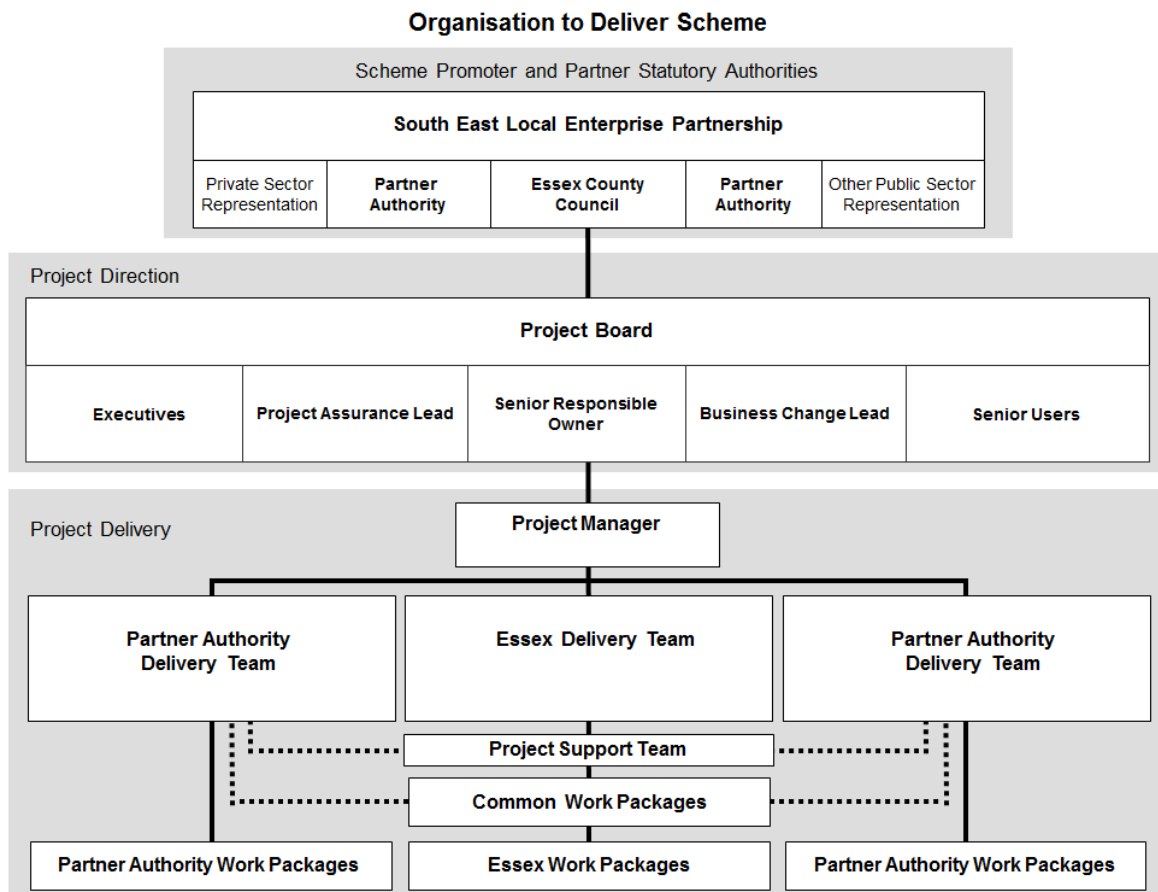 Organisation to Deliver Scheme
Scheme Promoter and Partner Statutory Authorities
South East Local Enterprise Partnership
Private Sector
Representation
Partner
Authority
Essex County
Council
Partner
Authority
Other Public Sector
Representation
Project Direction
Project Board
Executives
Project Assurance Lead
Senior Responsible
Owner
Business Change Lead
Senior Users
Project Delivery
Project Manager
Partner Authority
Delivery Team
Essex Delivery Team
Partner Authority
Delivery Team
Project Support Team
Common Work Packages
Partner Authority Work Packages
Essex Work Packages
Partner Authority Work Packages